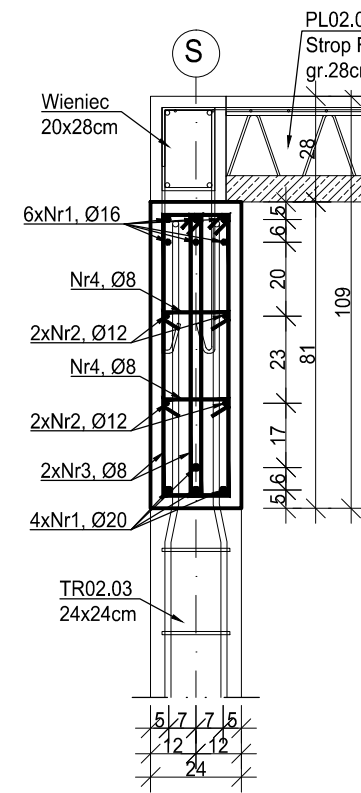 PL02.0
Strop F
gr.28cm
S
Wieniec
20x28cm
28
6xNr1, Ø16
5
6
Nr4, Ø8
20
109
2xNr2, Ø12
23
81
Nr4, Ø8
2xNr2, Ø12
17
2xNr3, Ø8
6
4xNr1, Ø20
5
TR02.03
24x24cm
5 7 7 5
12 12
24